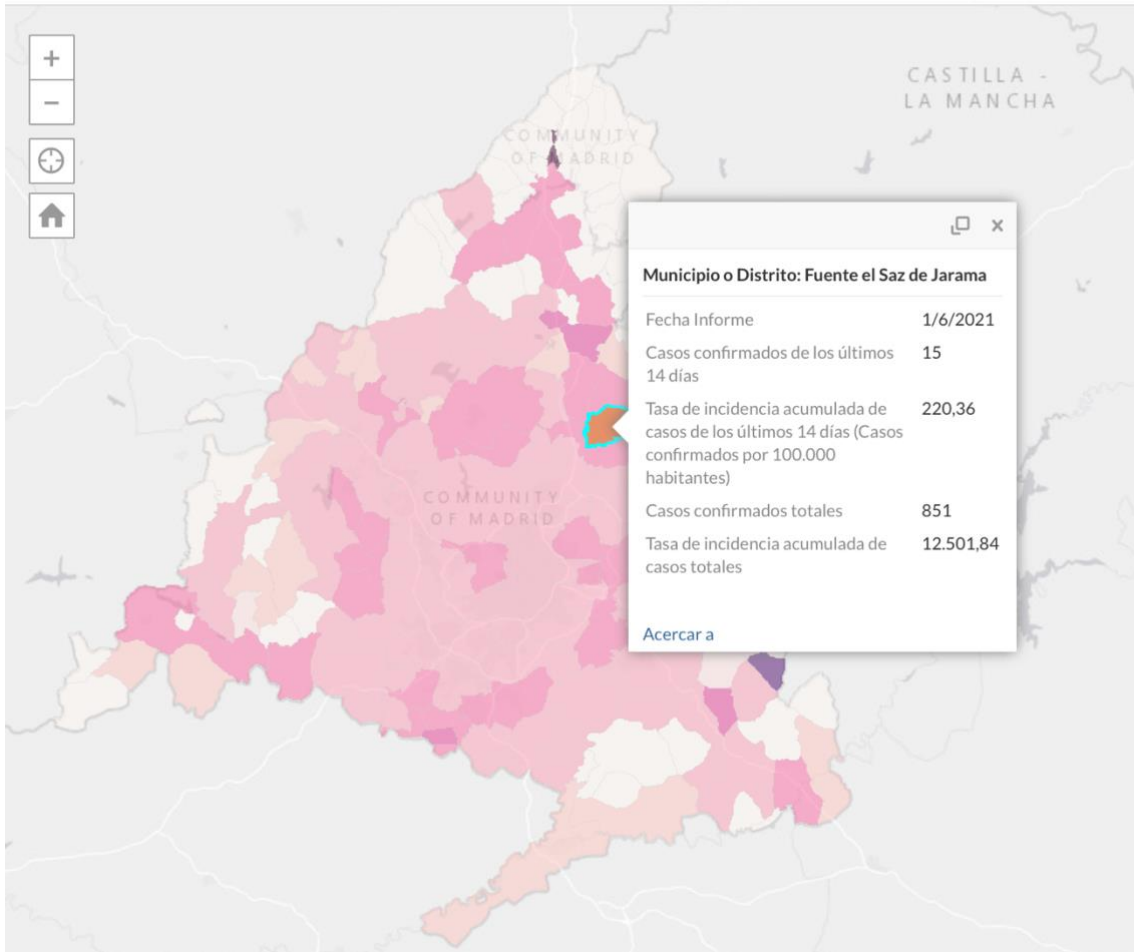 +
−
CASTILLA -
LA MANCHA
COMMUNITY
OF MADRID
Municipio o Distrito: Fuente el Saz de Jarama
Fecha Informe 1/6/2021
Casos confirmados de los últimos 15
14 días
Tasa de incidencia acumulada de 220,36
casos de los últimos 14 días (Casos
confirmados por 100.000
habitantes)
Casos confirmados totales 851
Tasa de incidencia acumulada de 12.501,84
casos totales
Acercar a
COMMUNITY
OF MADRID